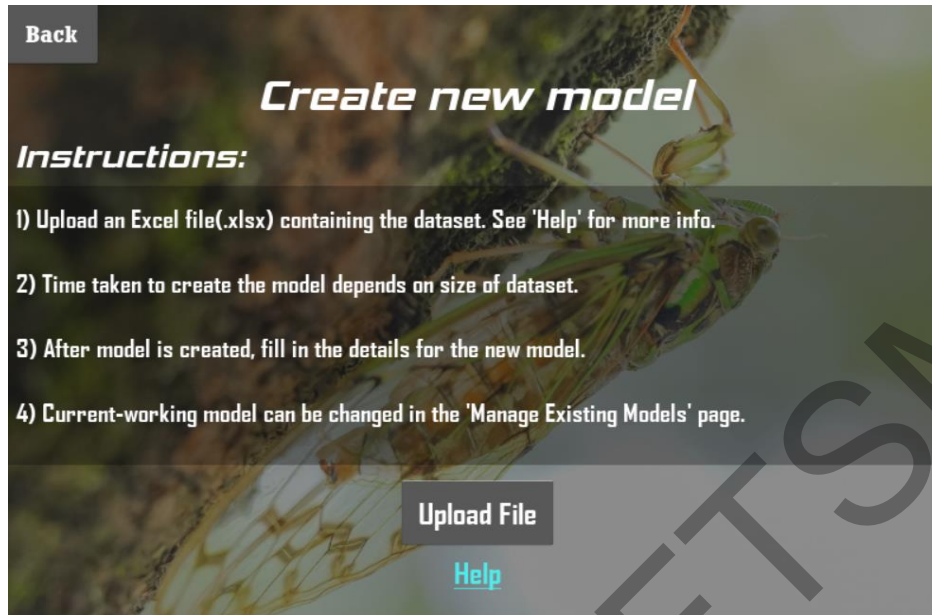 Back
Create new model
Instructions:
1) Upload an Excel file(.xlsx) containing the dataset. See 'Help' for more info.
2) Time taken to create the model depends on size of dataset.
3) After model is created, fill in the details for the new model.
4) Current-working model can be changed in the 'Manage Existing Models' page.
Upload File
Help